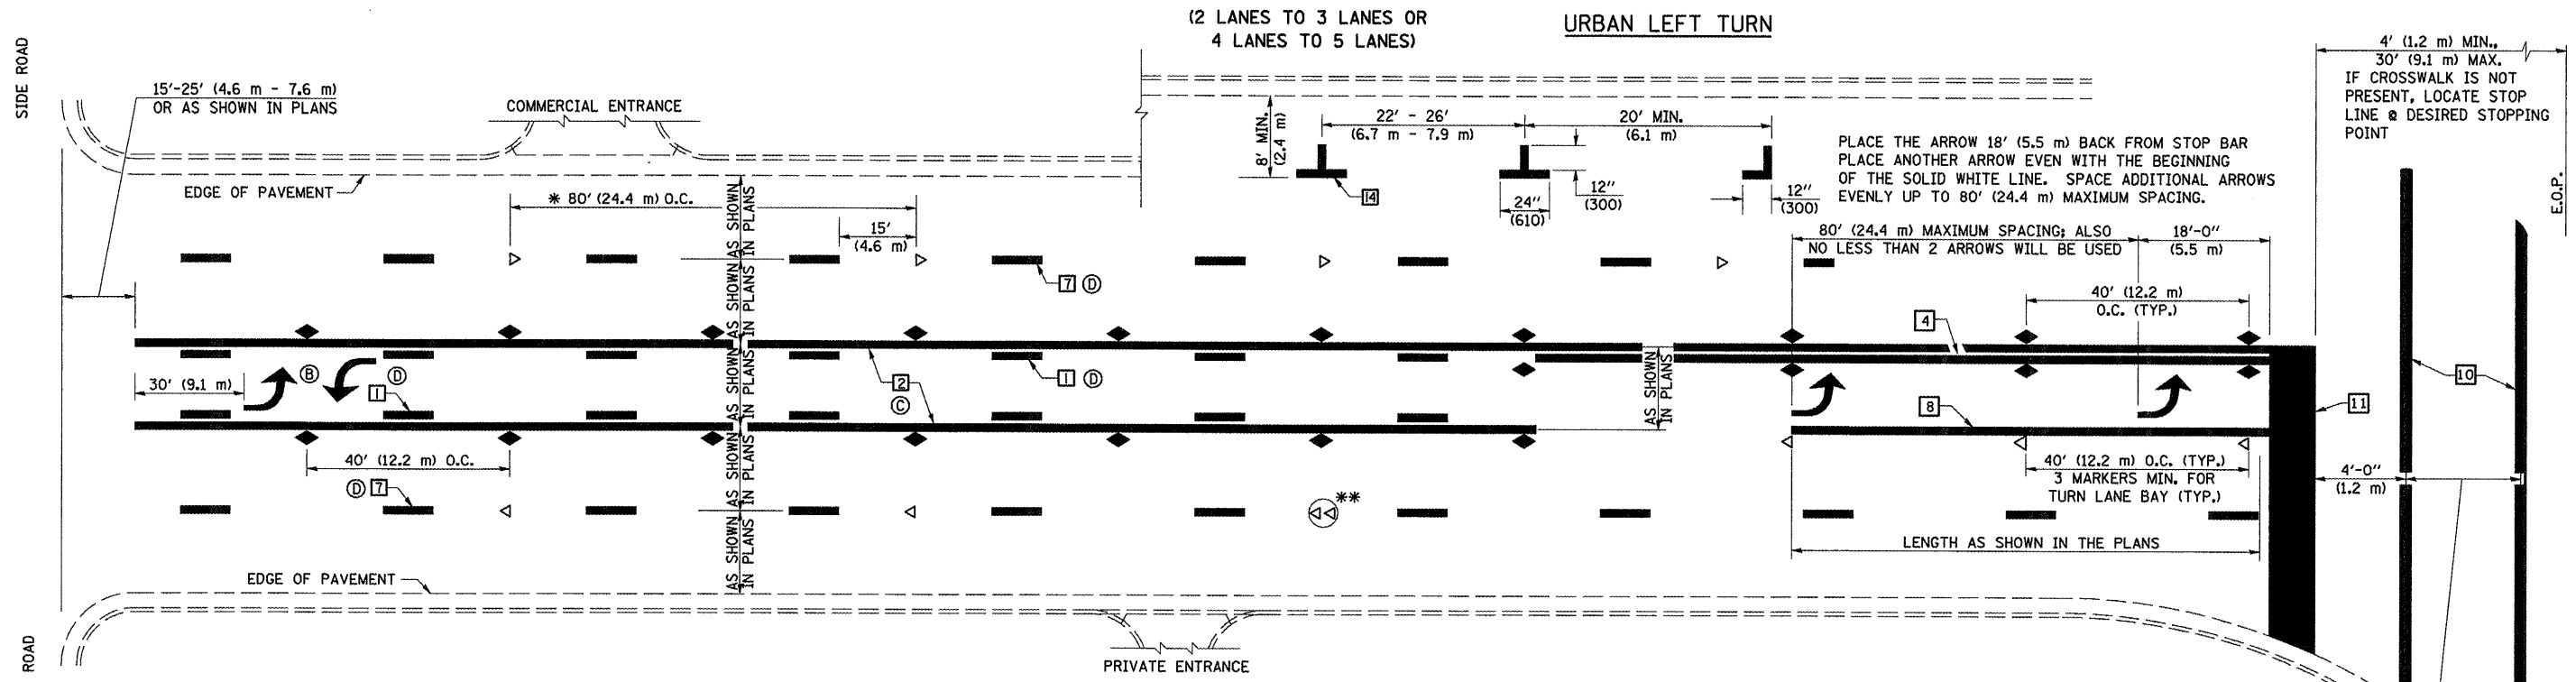 (2 LANES TO 3 LANES OR
4 LANES TO 5 LANES)
URBAN LEFT TURN
SIDE ROAD
15'-25' (4.6 m - 7.6 m)
OR AS SHOWN IN PLANS
COMMERCIAL ENTRANCE
EDGE OF PAVEMENT
* 80' (24.4 m) O.C.
15'
(4.6 m)
AS SHOWN
IN PLANS
AS SHOWN
IN PLANS
AS SHOWN
IN PLANS
AS SHOWN
IN PLANS
AS SHOWN
IN PLANS
8' MIN.
(2.4 m)
22' - 26'
(6.7 m - 7.9 m)
20' MIN.
(6.1 m)
14
24"
(610)
12"
(300)
12"
(300)
4' (1.2 m) MIN.,
30' (9.1 m) MAX.
IF CROSSWALK IS NOT
PRESENT, LOCATE STOP
LINE @ DESIRED STOPPING
POINT
E.O.P.
PLACE THE ARROW 18' (5.5 m) BACK FROM STOP BAR
PLACE ANOTHER ARROW EVEN WITH THE BEGINNING
OF THE SOLID WHITE LINE. SPACE ADDITIONAL ARROWS
EVENLY UP TO 80' (24.4 m) MAXIMUM SPACING.
80' (24.4 m) MAXIMUM SPACING; ALSO
NO LESS THAN 2 ARROWS WILL BE USED
18'-0"
(5.5 m)
7 D
40' (12.2 m)
O.C. (TYP.)
4
30' (9.1 m)
B
D
1
2
C
1 D
AS SHOWN
IN PLANS
8
10
11
40' (12.2 m) O.C.
D 7
**
40' (12.2 m) O.C. (TYP.)
3 MARKERS MIN. FOR
TURN LANE BAY (TYP.)
4'-0"
(1.2 m)
LENGTH AS SHOWN IN THE PLANS
EDGE OF PAVEMENT
ROAD
PRIVATE ENTRANCE